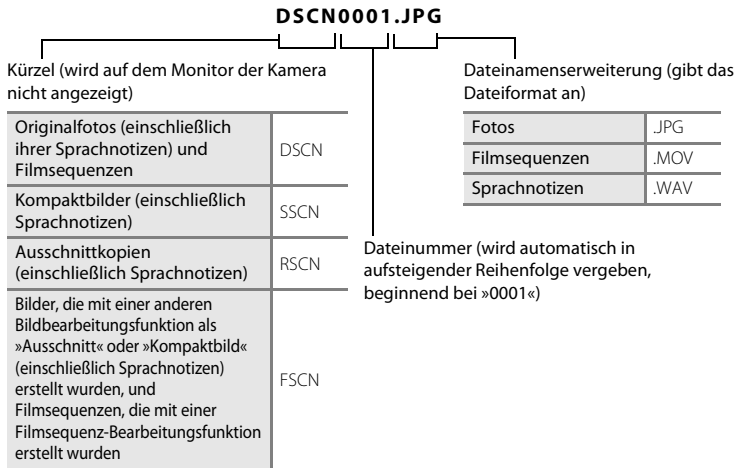 DSCN0001.JPG
Kürzel (wird auf dem Monitor der Kamera
nicht angezeigt)
Originalfotos (einschließlich
ihrer Sprachnotizen) und
Filmsequenzen
DSCN
Kompaktbilder (einschließlich
Sprachnotizen)
SSCN
Ausschnittkopien
(einschließlich Sprachnotizen)
RSCN
Bilder, die mit einer anderen
Bildbearbeitungsfunktion als
»Ausschnitt« oder »Kompaktbild«
(einschließlich Sprachnotizen)
erstellt wurden, und
Filmsequenzen, die mit einer
Filmsequenz-Bearbeitungsfunktion
erstellt wurden
FSCN
Dateinummer (wird automatisch in
aufsteigender Reihenfolge vergeben,
beginnend bei »0001«)
Dateinamenserweiterung (gibt das
Dateiformat an)
Fotos .JPG
Filmsequenzen .MOV
Sprachnotizen .WAV